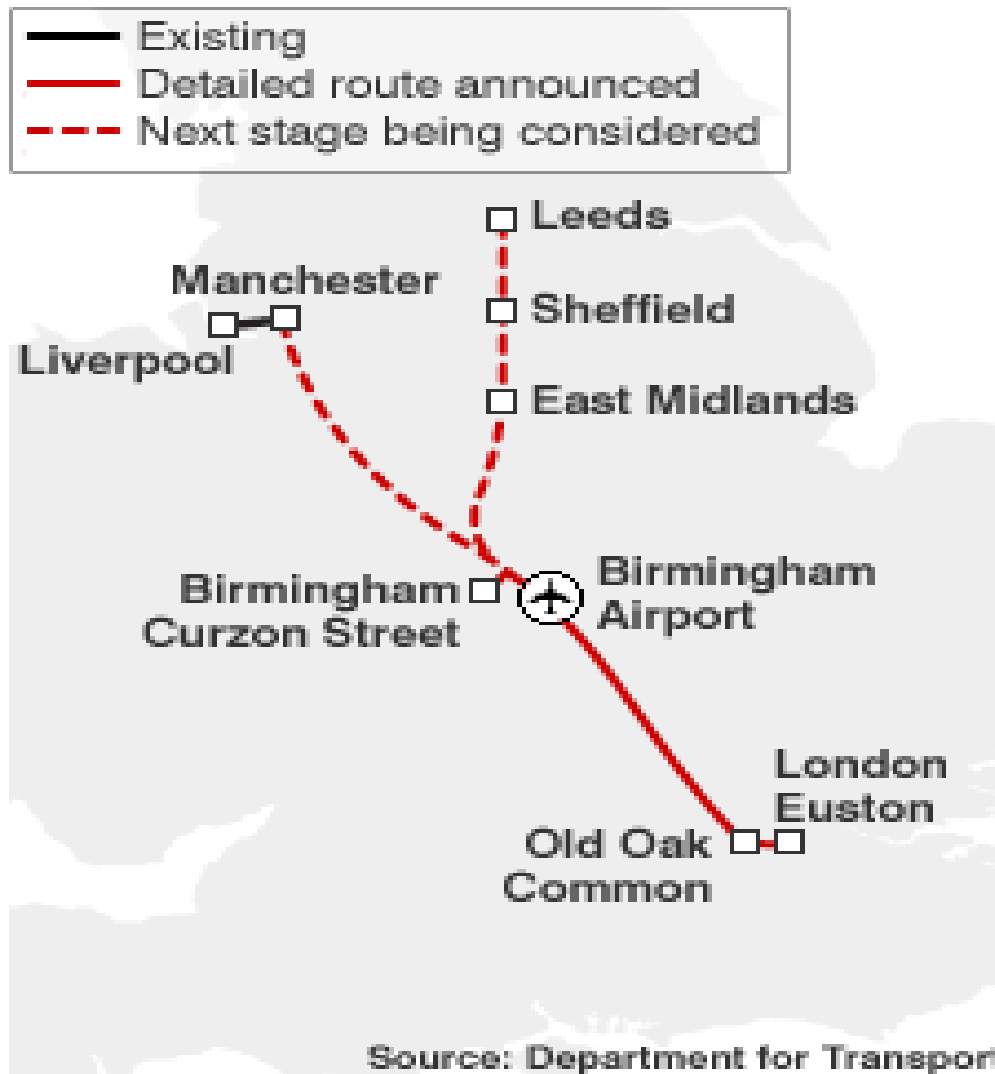 Existing
Detailed route announced
Next stage being considered
Leeds
Manchester
Sheffield
Liverpool
East Midlands
Birmingham
Airport
Birmingham
Curzon Street
London
Euston
Old Oak
Common
Source: Department for Transport